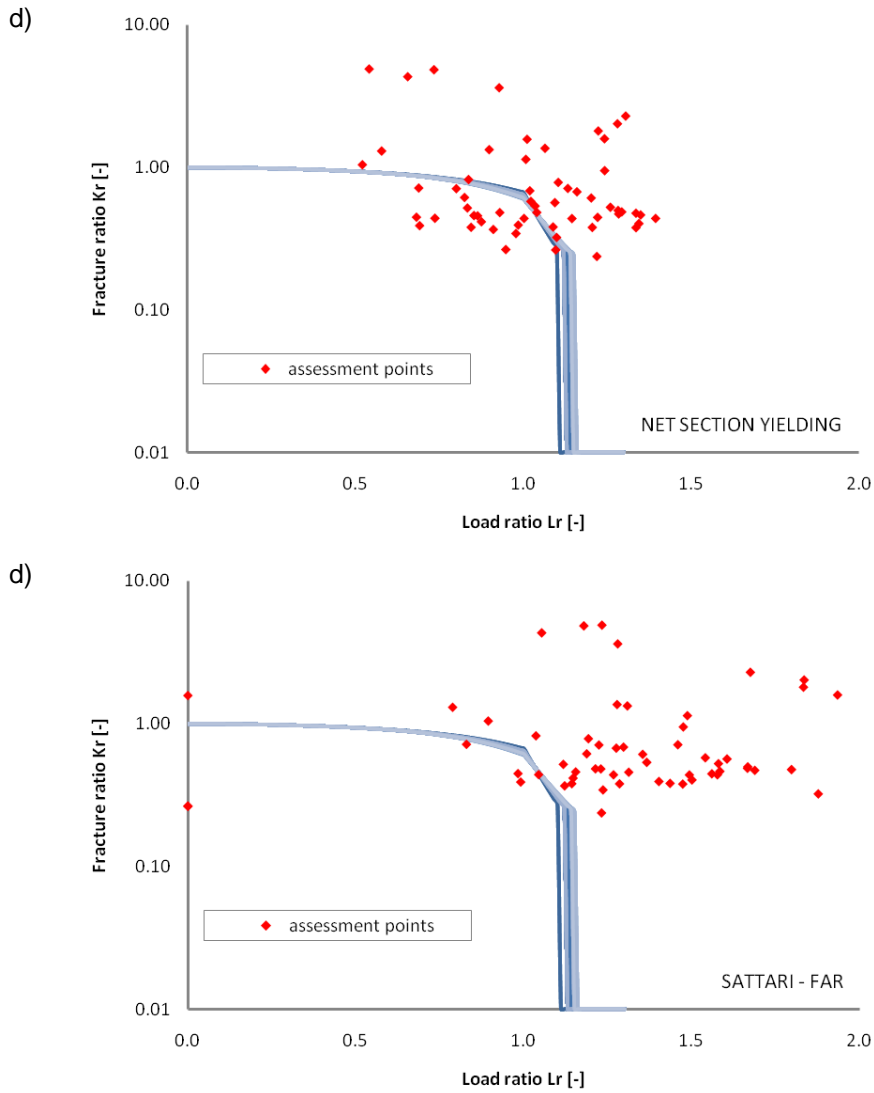 d)
10.00
1.00
0.10
0.01
Fracture ratio Kr [-]
assessment points
NET SECTION YIELDING
0.0 0.5 1.0 1.5 2.0
Load ratio Lr [-]
d)
10.00
1.00
0.10
0.01
Fracture ratio Kr [-]
assessment points
SATTARI - FAR
0.0 0.5 1.0 1.5 2.0
Load ratio Lr [-]